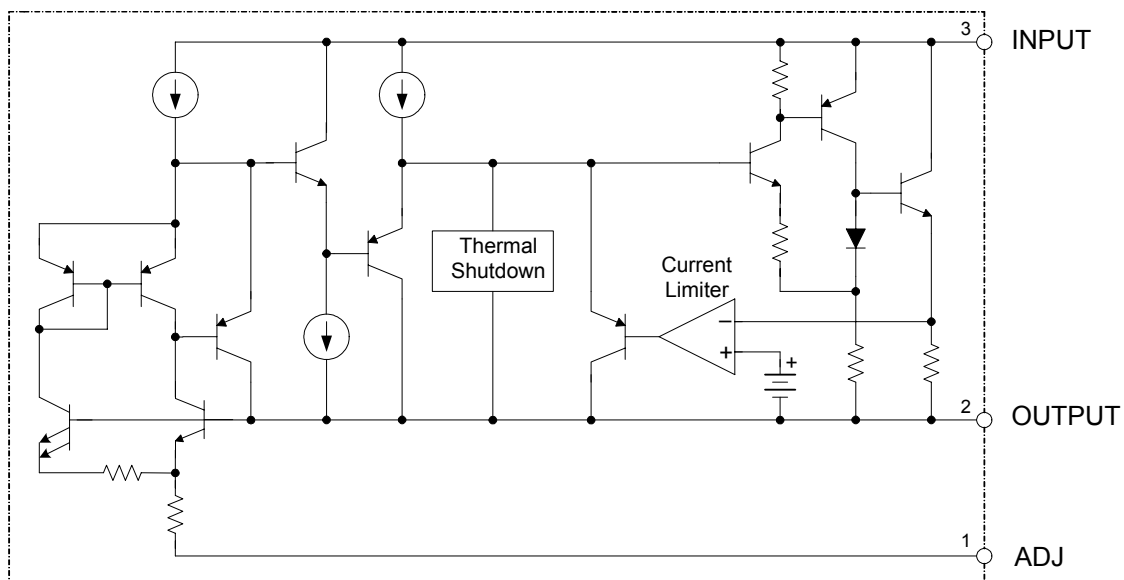 3 INPUT
Thermal
Shutdown
Current
Limiter
−
+
+
2 OUTPUT
1 ADJ